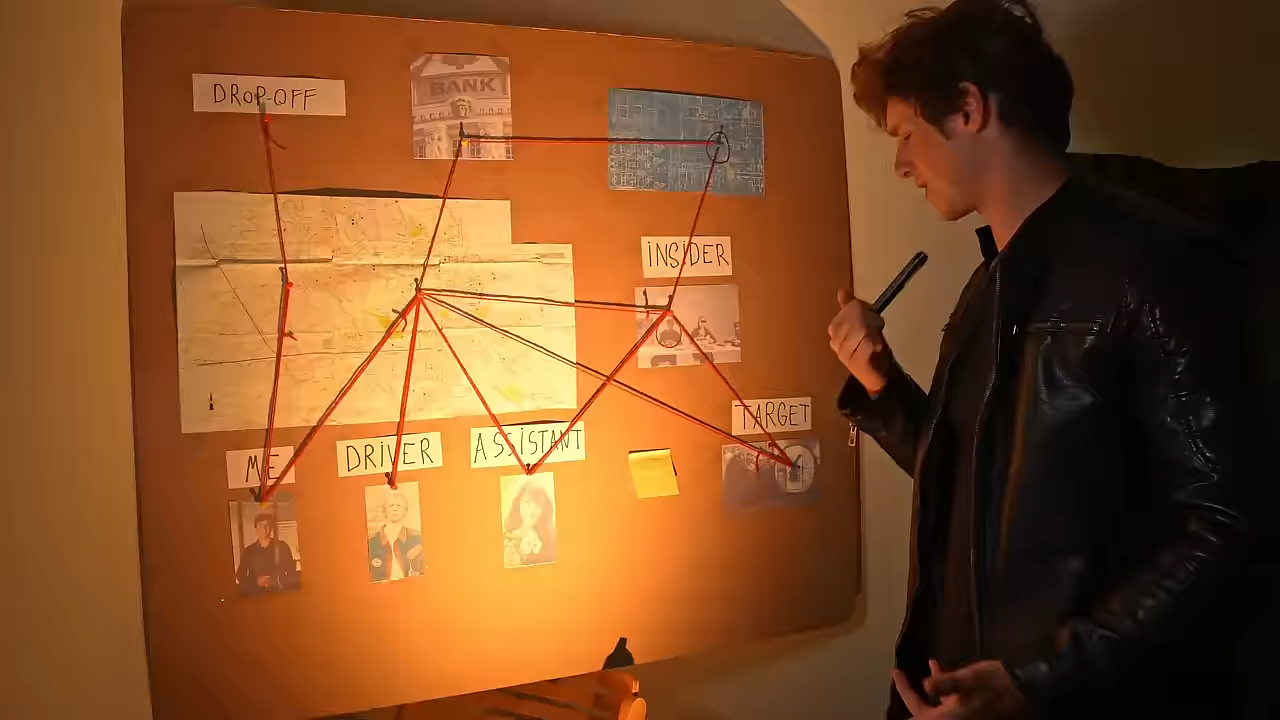 DROP-OFF
BANK
INSIDER
TARGET
ME
DRIVER
ASSISTANT